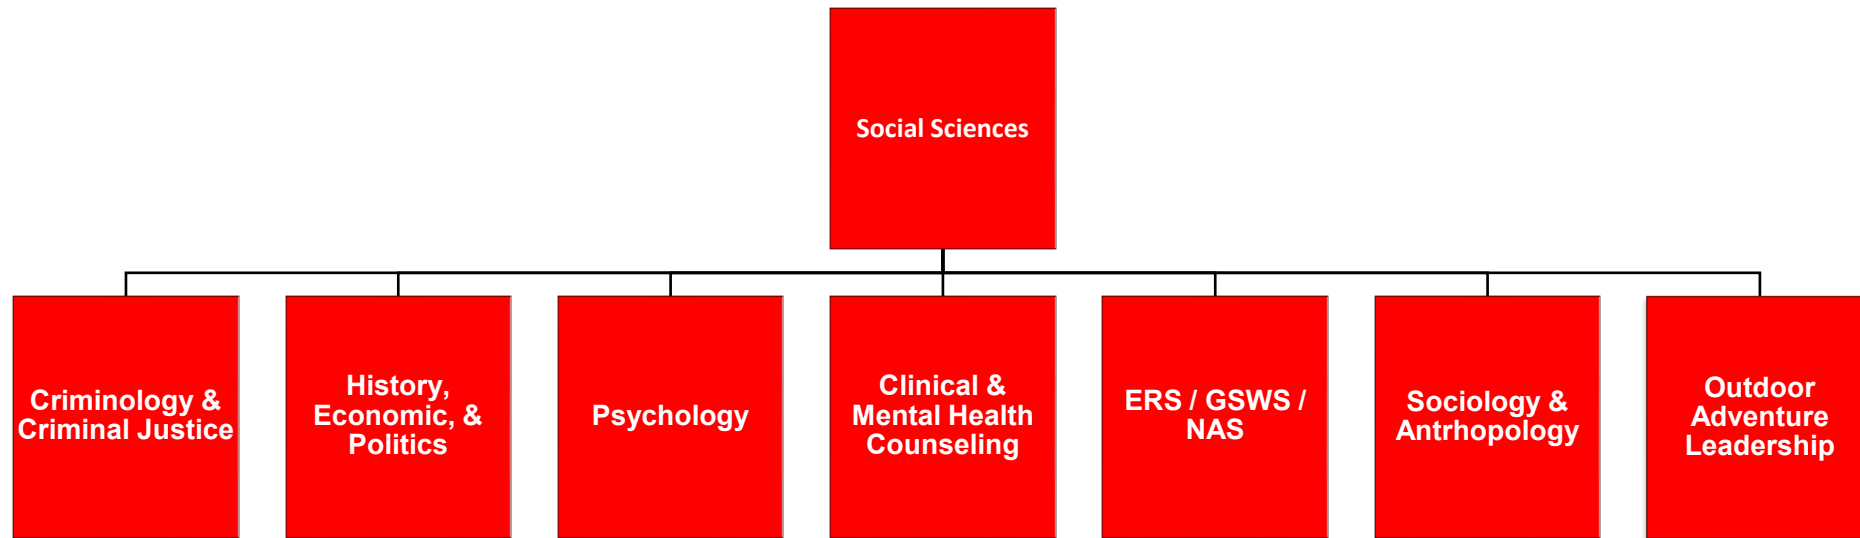 Social Sciences
Criminology &
Criminal Justice
History,
Economic, &
Politics
Psychology
Clinical &
Mental Health
Counseling
ERS / GSWS /
NAS
Sociology &
Antrhopology
Outdoor
Adventure
Leadership